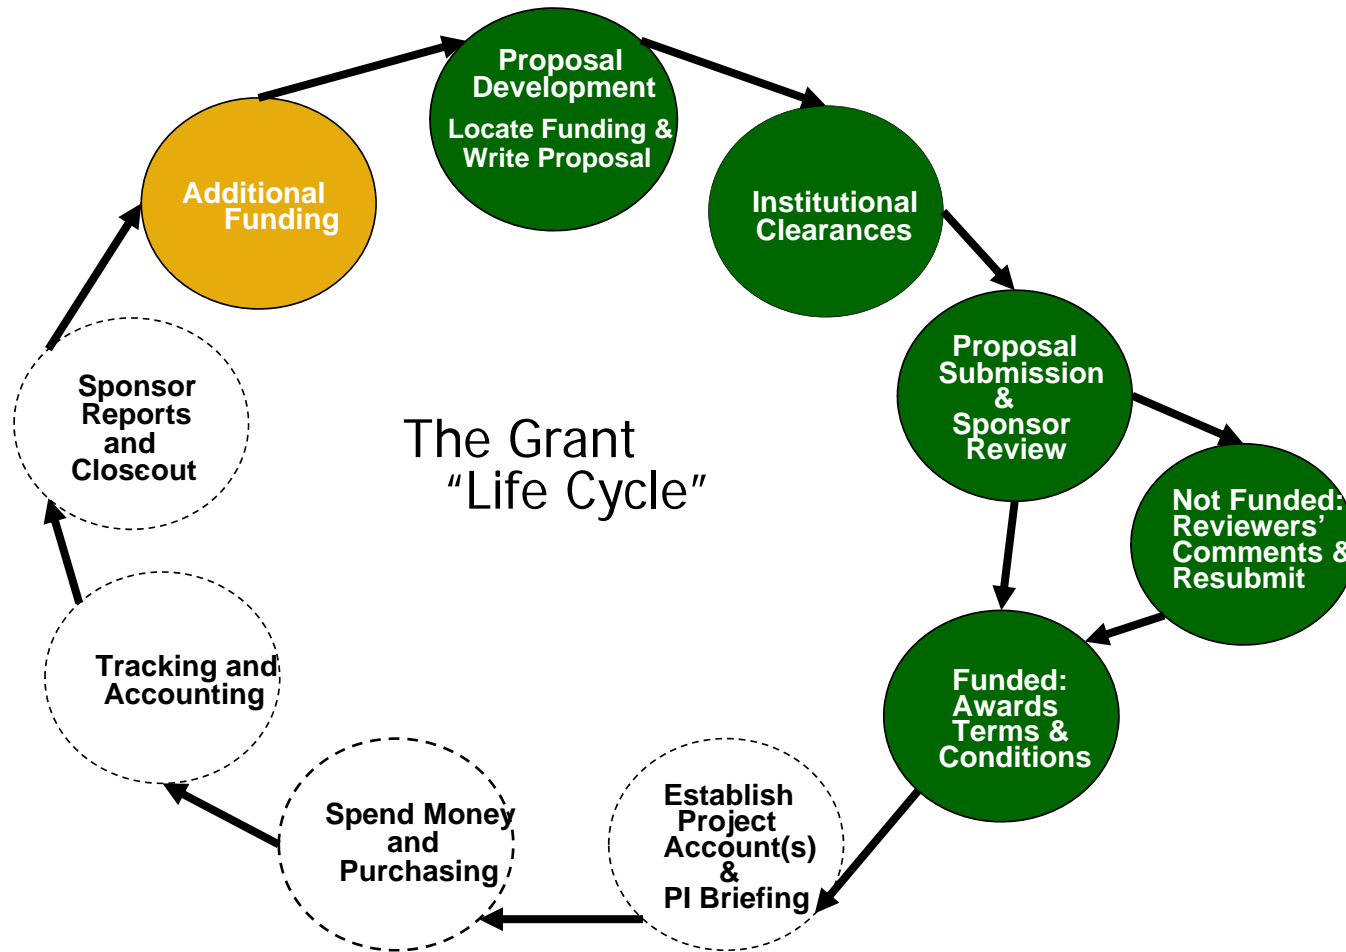 Proposal
Development
Locate Funding &
Write Proposal
Additional
Funding
Institutional
Clearances
Proposal
Submission
&
Sponsor
Review
Not Funded:
Reviewers’
Comments &
Resubmit
Funded:
Awards
Terms &
Conditions
Establish
Project
Account(s)
&
PI Briefing
Spend Money
and
Purchasing
Tracking and
Accounting
Sponsor
Reports
and
Closeout
The Grant
“Life Cycle”